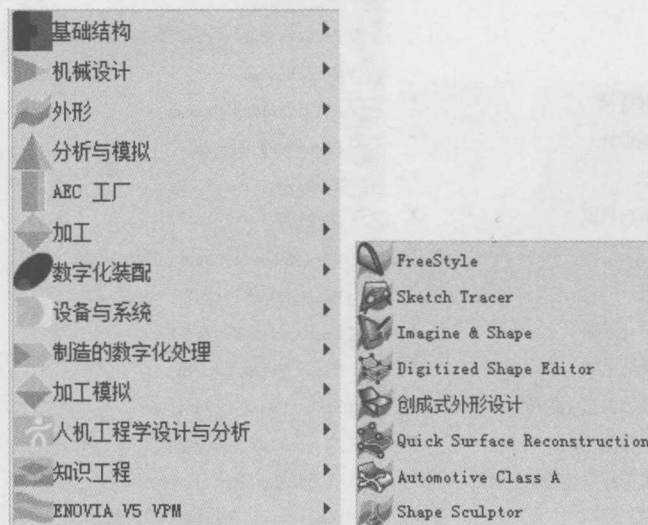 基础结构
机械设计
外形
分析与模拟
AEC 工厂
加工
数字化装配
设备与系统
制造的数字化处理
加工模拟
人机工程学设计与分析
知识工程
ENOVIA V5 VPM
FreeStyle
Sketch Tracer
Imagine & Shape
Digitized Shape Editor
创成式外形设计
Quick Surface Reconstruction
Automotive Class A
Shape Sculptor